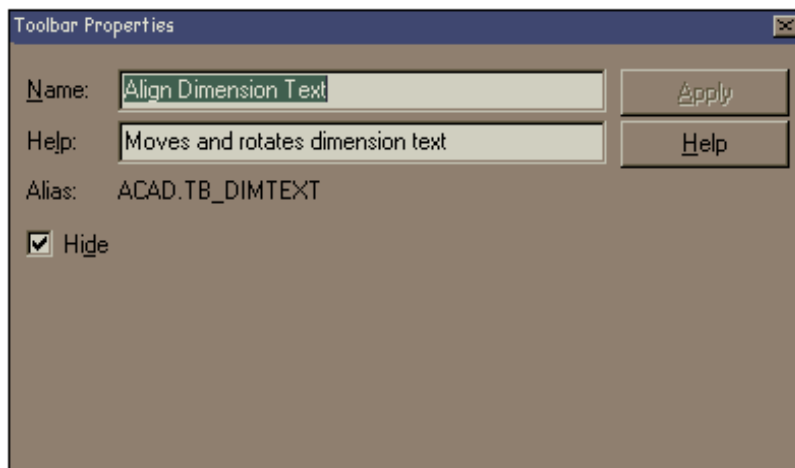 Toolbar Properties
Name: Align Dimension Text Apply
Help: Moves and rotates dimension text Help
Alias: ACAD.TB_DIMTEXT
Hide